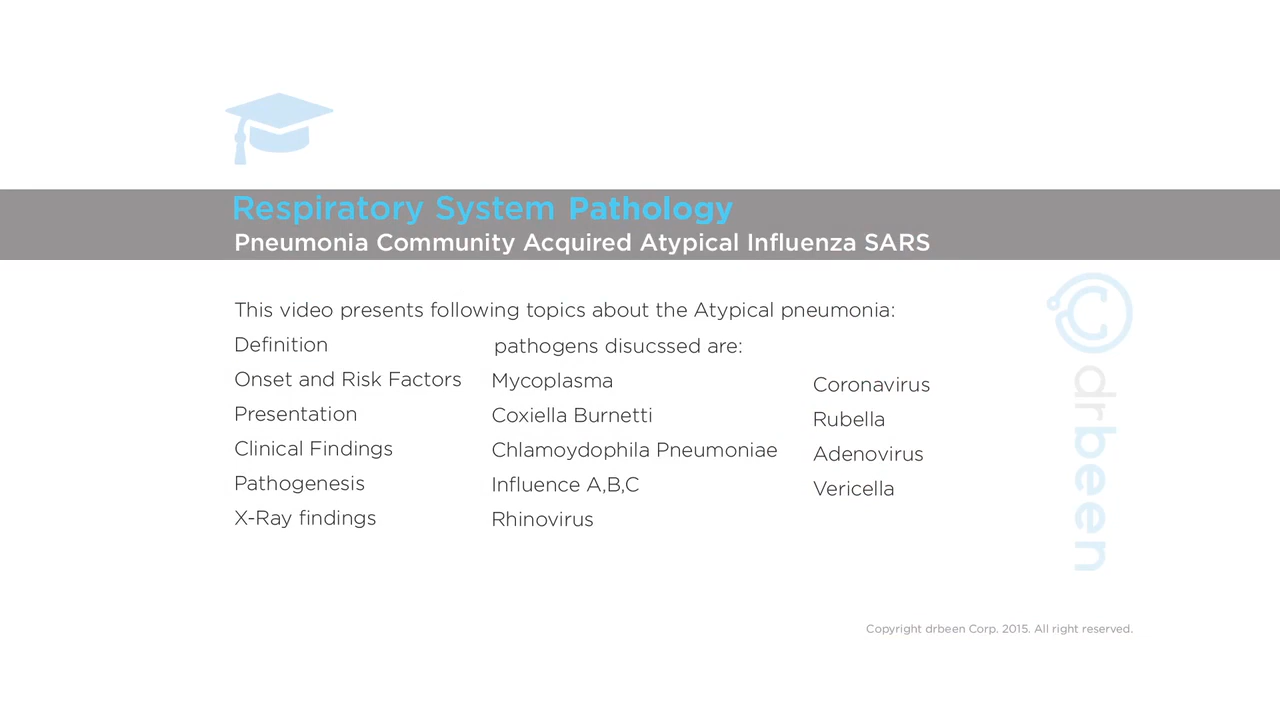 Respiratory System Pathology
Pneumonia Community Acquired Atypical Influenza SARS
This video presents following topics about the Atypical pneumonia:
Definition
Onset and Risk Factors
Presentation
Clinical Findings
Pathogenesis
X-Ray findings
pathogens disucssed are:
Mycoplasma
Coxiella Burnetti
Chlamoydophila Pneumoniae
Influence A,B,C
Rhinovirus
Coronavirus
Rubella
Adenovirus
Vericella
drbeen
Copyright drbeen Corp. 2015. All right reserved.